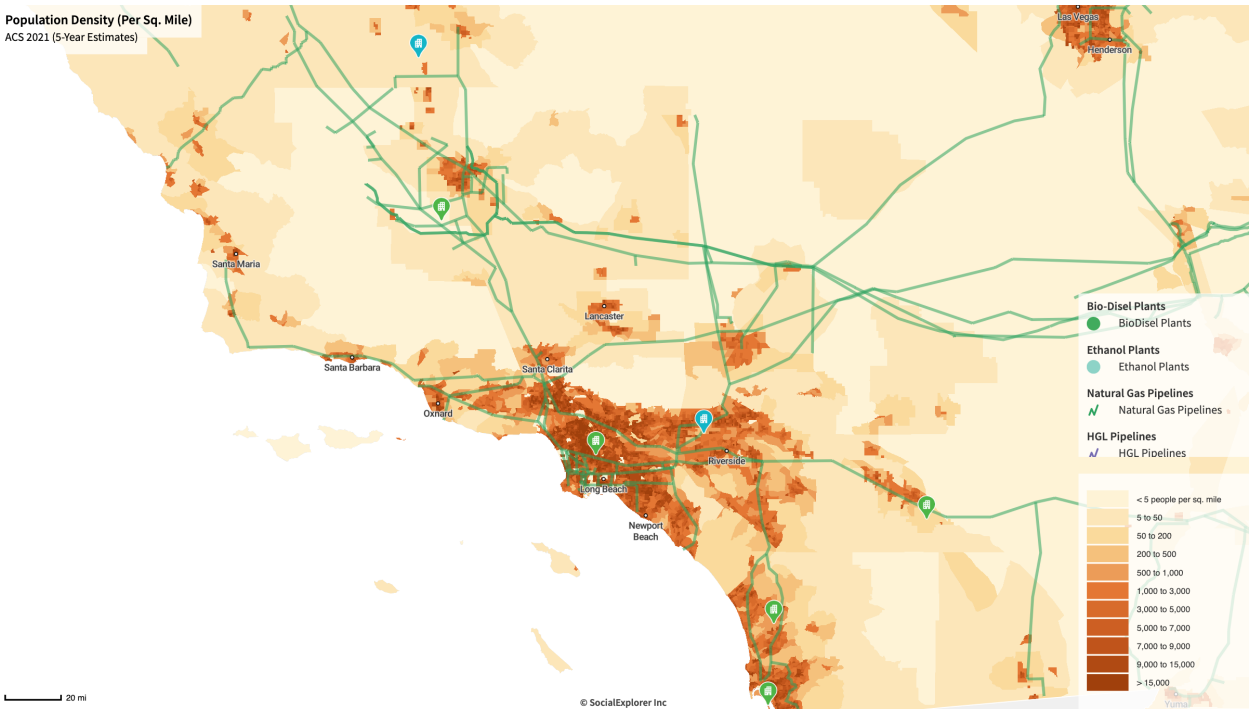 Population Density (Per Sq. Mile)
ACS 2021 (5-Year Estimates)
Las Vegas
Henderson
Santa Maria
Lancaster
Santa Barbara
Santa Clarita
Oxnard
Riverside
Long Beach
Newport
Beach
Bio-Disel Plants
BioDisel Plants
Ethanol Plants
Ethanol Plants
Natural Gas Pipelines
Natural Gas Pipelines
HGL Pipelines
HGL Pipelines
< 5 people per sq. mile
5 to 50
50 to 200
200 to 500
500 to 1,000
1,000 to 3,000
3,000 to 5,000
5,000 to 7,000
7,000 to 9,000
9,000 to 15,000
> 15,000
Yuma
20 mi
© SocialExplorer Inc